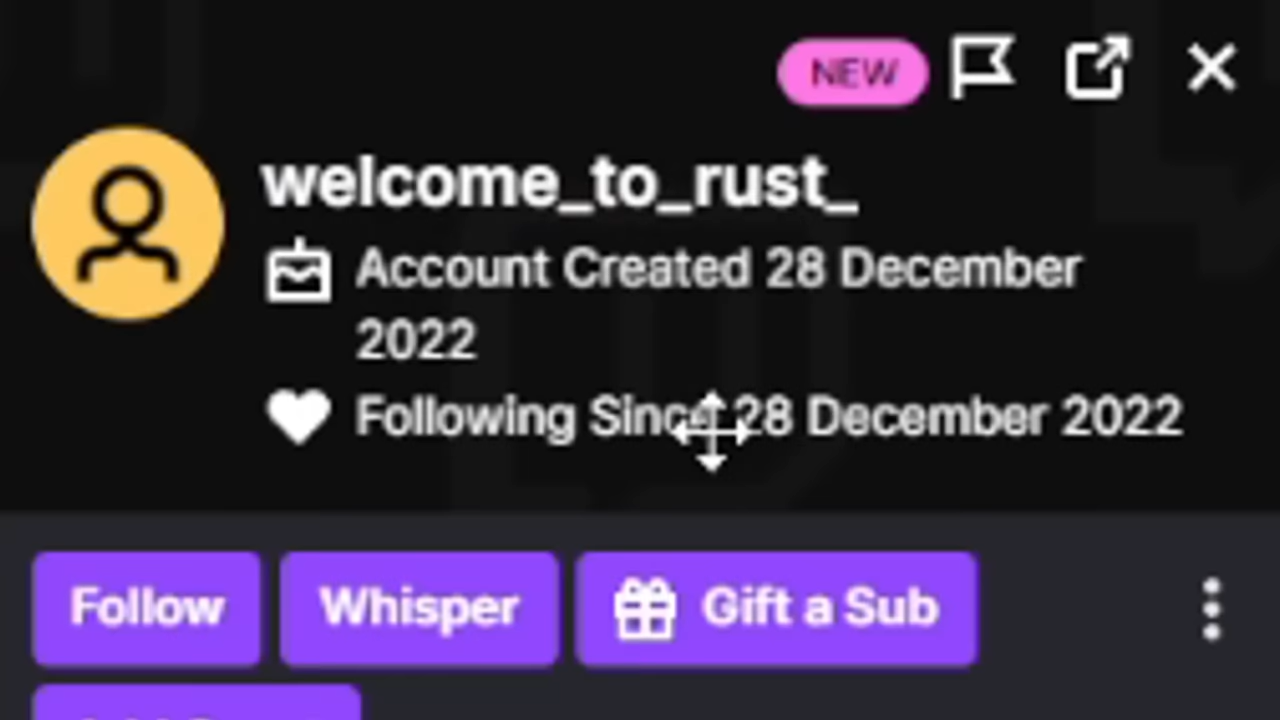 NEW
welcome_to_rust_
Account Created 28 December
2022
Following Since 28 December 2022
Follow
Whisper
Gift a Sub